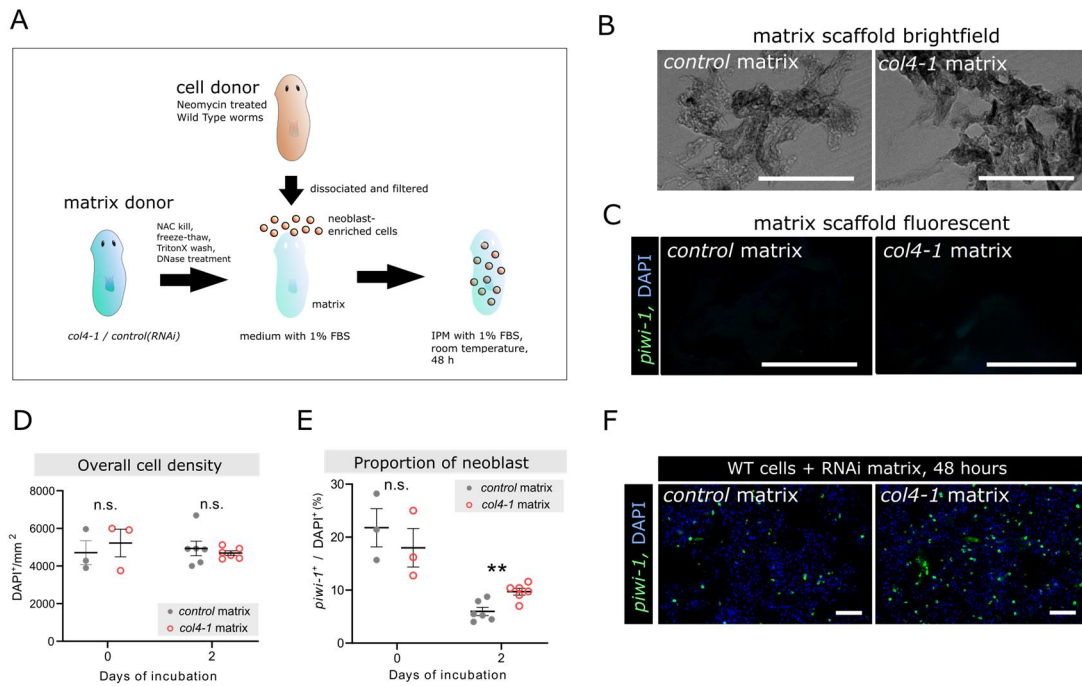 A
cell donor
Neomycin treated
Wild Type worms
dissociated and filtered
matrix donor
NAC kill,
freeze-thaw,
TritonX wash,
DNase treatment
neoblast-
enriched cells
matrix
col4-1 / control(RNAi)
medium with 1% FBS
IPM with 1% FBS,
room temperature,
48 h
B
matrix scaffold brightfield
control matrix
col4-1 matrix
C
matrix scaffold fluorescent
piwi-1, DAPI
control matrix
col4-1 matrix
D
Overall cell density
DAPI⁺/mm²
8000
6000
4000
2000
0
n.s.
n.s.
control matrix
col4-1 matrix
0
2
Days of incubation
E
Proportion of neoblast
piwi-1⁺ / DAPI⁺ (%)
30
20
10
0
n.s.
**
control matrix
col4-1 matrix
0
2
Days of incubation
F
WT cells + RNAi matrix, 48 hours
piwi-1, DAPI
control matrix
col4-1 matrix